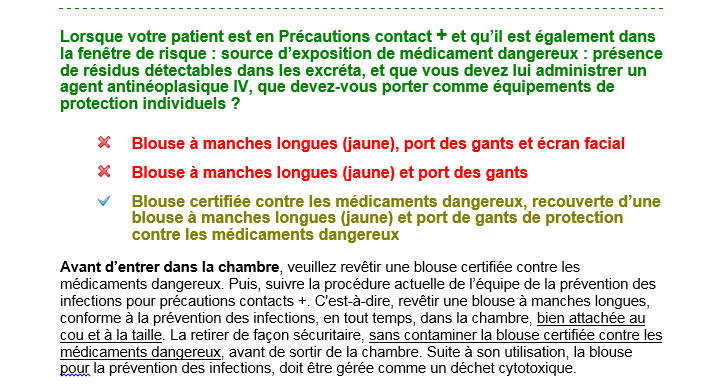 Lorsque votre patient est en Précautions contact + et qu’il est également dans
la fenêtre de risque : source d’exposition de médicament dangereux : présence
de résidus détectables dans les excréta, et que vous devez lui administrer un
agent antinéoplasique IV, que devez-vous porter comme équipements de
protection individuels ?
Blouse à manches longues (jaune), port des gants et écran facial
Blouse à manches longues (jaune) et port des gants
Blouse certifiée contre les médicaments dangereux, recouverte d’une
blouse à manches longues (jaune) et port de gants de protection
contre les médicaments dangereux
Avant d’entrer dans la chambre, veuillez revêtir une blouse certifiée contre les
médicaments dangereux. Puis, suivre la procédure actuelle de l’équipe de la prévention des
infections pour précautions contacts +. C'est-à-dire, revêtir une blouse à manches longues,
conforme à la prévention des infections, en tout temps, dans la chambre, bien attachée au
cou et à la taille. La retirer de façon sécuritaire, sans contaminer la blouse certifiée contre les
médicaments dangereux, avant de sortir de la chambre. Suite à son utilisation, la blouse
pour la prévention des infections, doit être gérée comme un déchet cytotoxique.